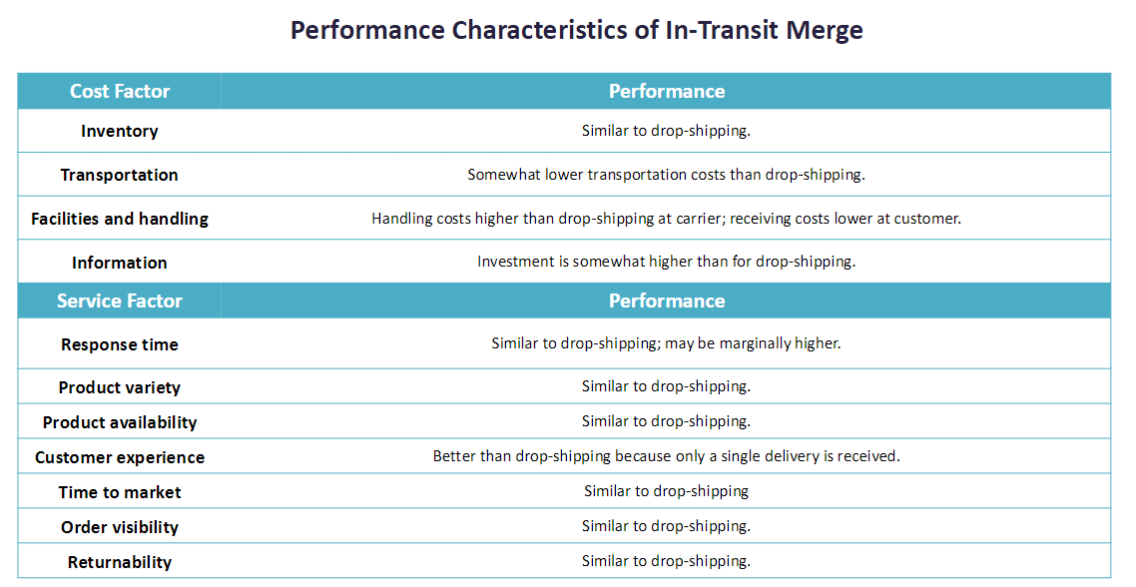 Performance Characteristics of In-Transit Merge
Cost Factor Performance
Inventory Similar to drop-shipping.
Transportation Somewhat lower transportation costs than drop-shipping.
Facilities and handling Handling costs higher than drop-shipping at carrier; receiving costs lower at customer.
Information Investment is somewhat higher than for drop-shipping.
Service Factor Performance
Response time Similar to drop-shipping; may be marginally higher.
Product variety Similar to drop-shipping.
Product availability Similar to drop-shipping.
Customer experience Better than drop-shipping because only a single delivery is received.
Time to market Similar to drop-shipping
Order visibility Similar to drop-shipping.
Returnability Similar to drop-shipping.